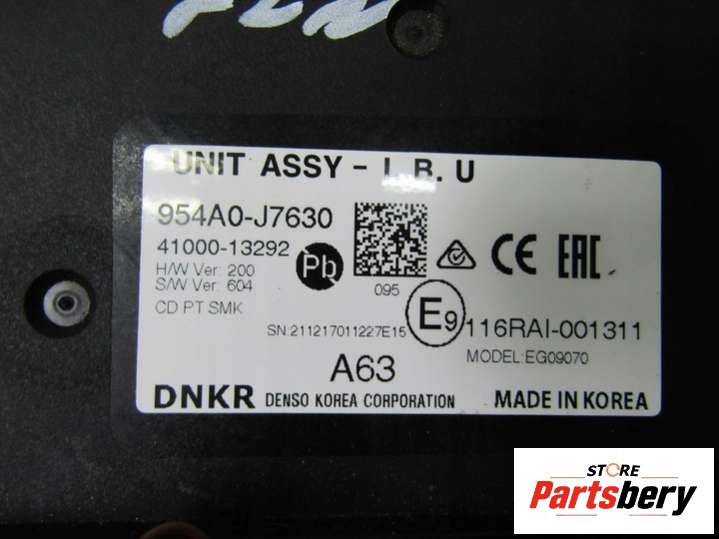 UNIT ASSY - I. B. U
954A0-J7630
41000-13292
H/W Ver: 200
S/W Ver: 604
CD PT SMK
Pb
095
CE EAC
E9
116RAI-001311
SN:211217011227E15
MODEL:EG09070
A63
DNKR DENSO KOREA CORPORATION MADE IN KOREA
STORE
Partsbery